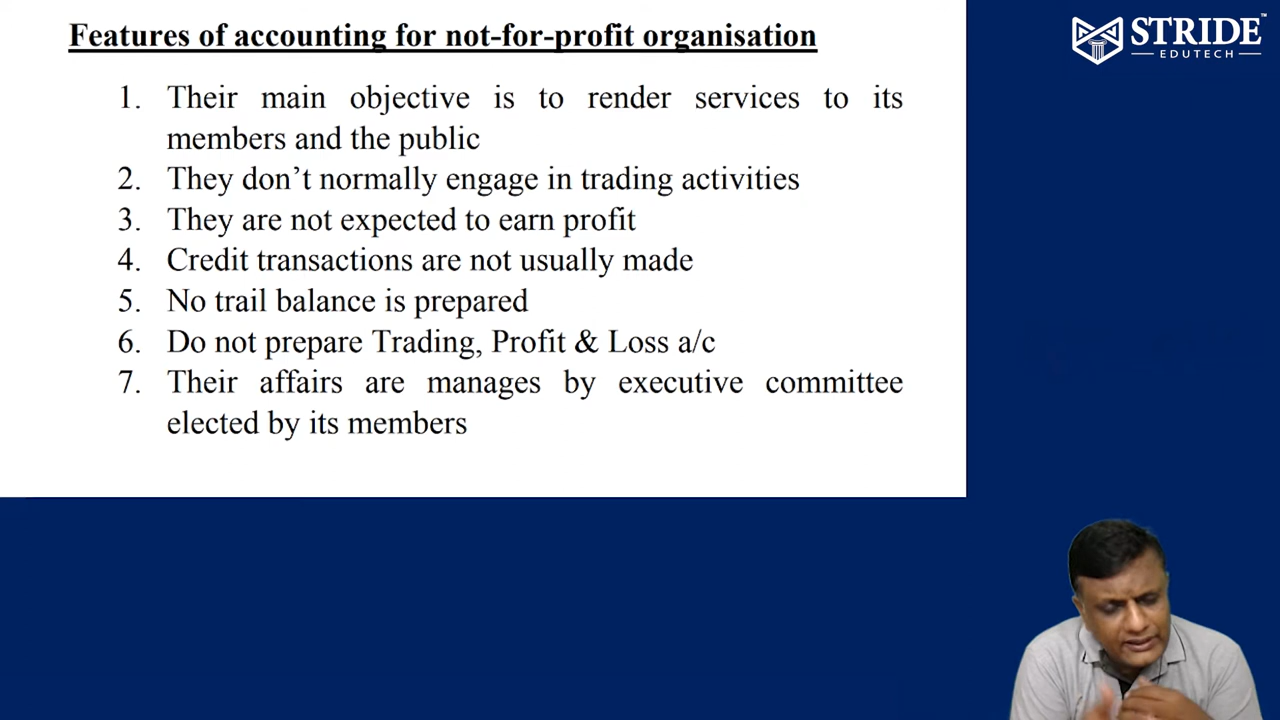 Features of accounting for not-for-profit organisation
STRIDE
TM
EDUTECH
1. Their main objective is to render services to its
members and the public
2. They don’t normally engage in trading activities
3. They are not expected to earn profit
4. Credit transactions are not usually made
5. No trail balance is prepared
6. Do not prepare Trading, Profit & Loss a/c
7. Their affairs are manages by executive committee
elected by its members